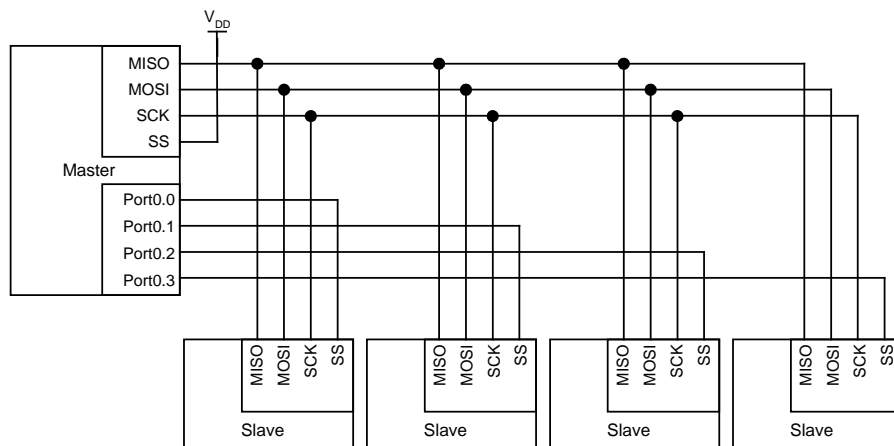 V_DD
MISO
MOSI
SCK
SS
Master
Port0.0
Port0.1
Port0.2
Port0.3
MISO
MOSI
SCK
SS
Slave
MISO
MOSI
SCK
SS
Slave
MISO
MOSI
SCK
SS
Slave
MISO
MOSI
SCK
SS
Slave